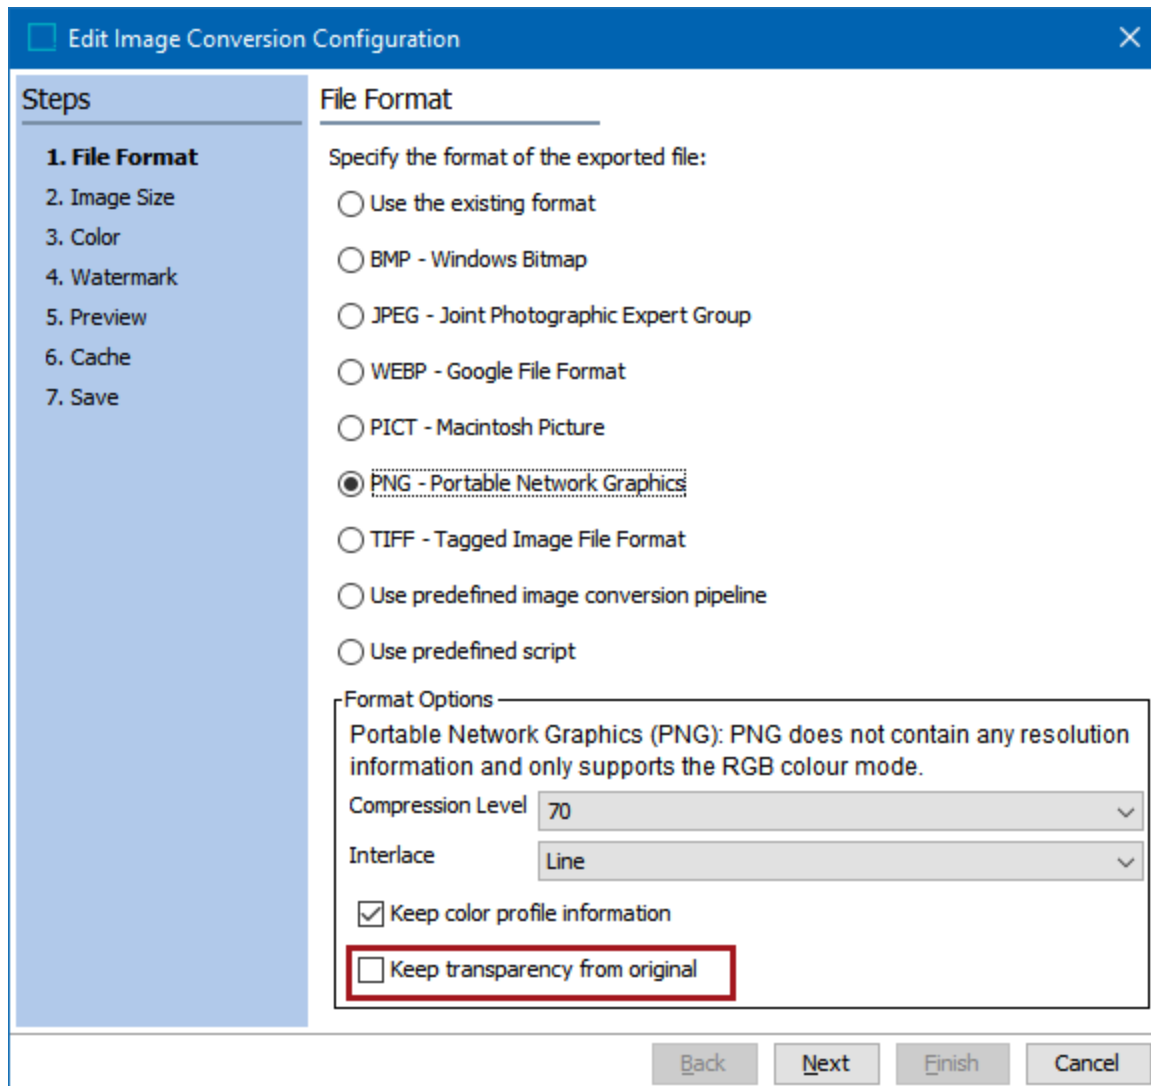 Edit Image Conversion Configuration
Steps
1. File Format
2. Image Size
3. Color
4. Watermark
5. Preview
6. Cache
7. Save
File Format
Specify the format of the exported file:
Use the existing format
BMP - Windows Bitmap
JPEG - Joint Photographic Expert Group
WEBP - Google File Format
PICT - Macintosh Picture
PNG - Portable Network Graphics
TIFF - Tagged Image File Format
Use predefined image conversion pipeline
Use predefined script
Format Options
Portable Network Graphics (PNG): PNG does not contain any resolution
information and only supports the RGB colour mode.
Compression Level 70
Interlace Line
Keep color profile information
Keep transparency from original
Back Next Finish Cancel